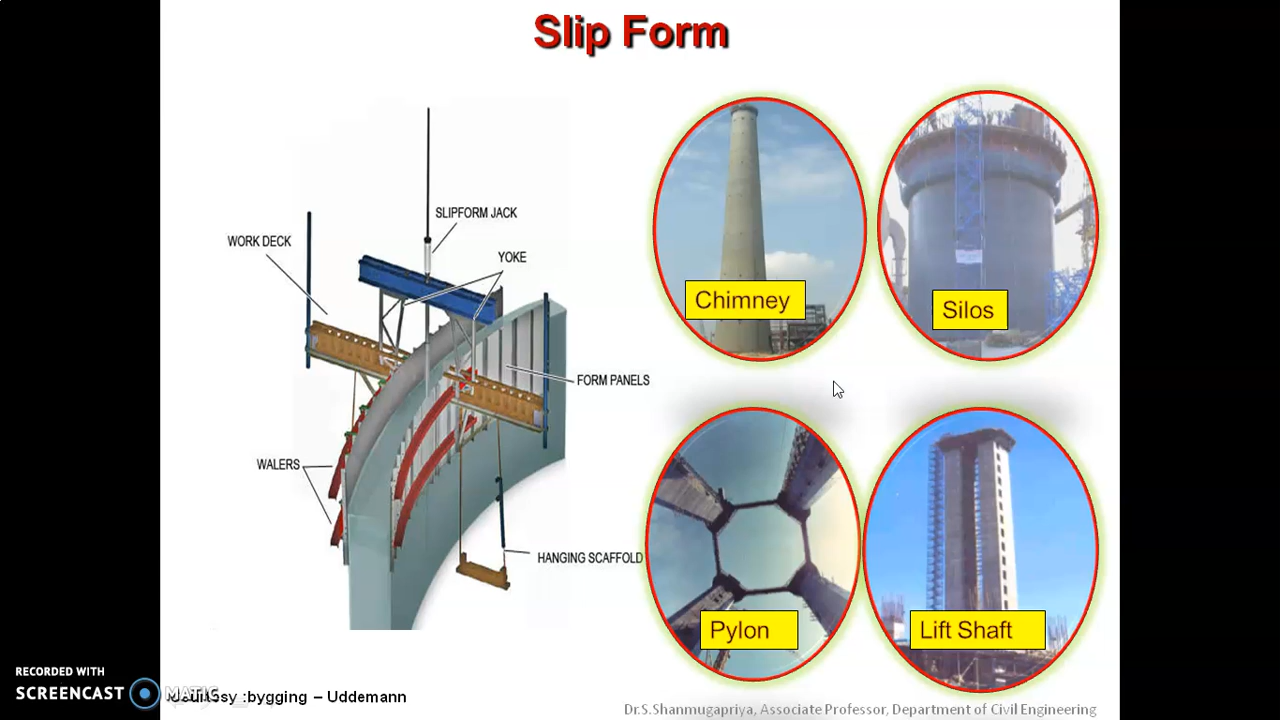 Slip Form
SLIPFORM JACK
WORK DECK
YOKE
FORM PANELS
WALERS
HANGING SCAFFOLD
Chimney
Silos
Pylon
Lift Shaft
RECORDED WITH
SCREENCAST MATIC
:bygging – Uddemann
Dr.S.Shanmugapriya, Associate Professor, Department of Civil Engineering